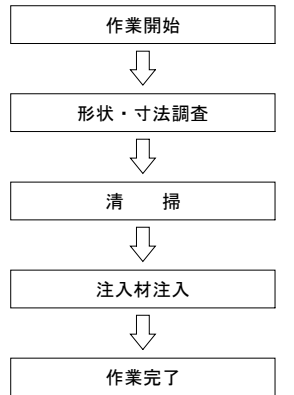 作業開始
形状・寸法調査
清　　掃
注入材注入
作業完了